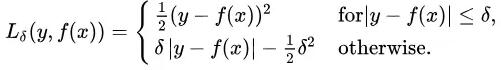 L_δ(y, f(x)) = { ½(y − f(x))² for|y − f(x)| ≤ δ,
δ |y − f(x)| − ½δ² otherwise.